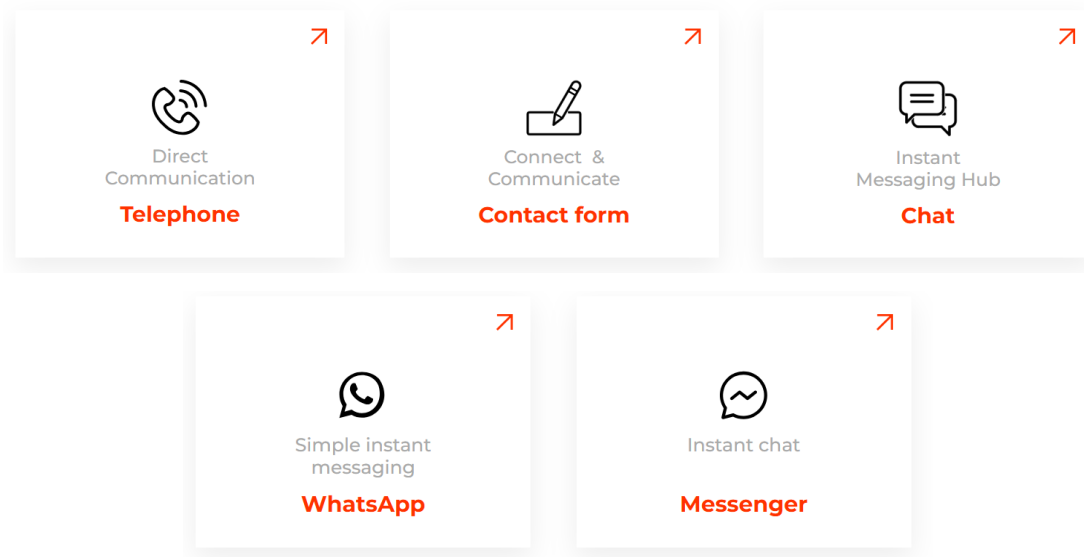 Direct
Communication
Telephone
Connect &
Communicate
Contact form
Instant
Messaging Hub
Chat
Simple instant
messaging
WhatsApp
Instant chat
Messenger